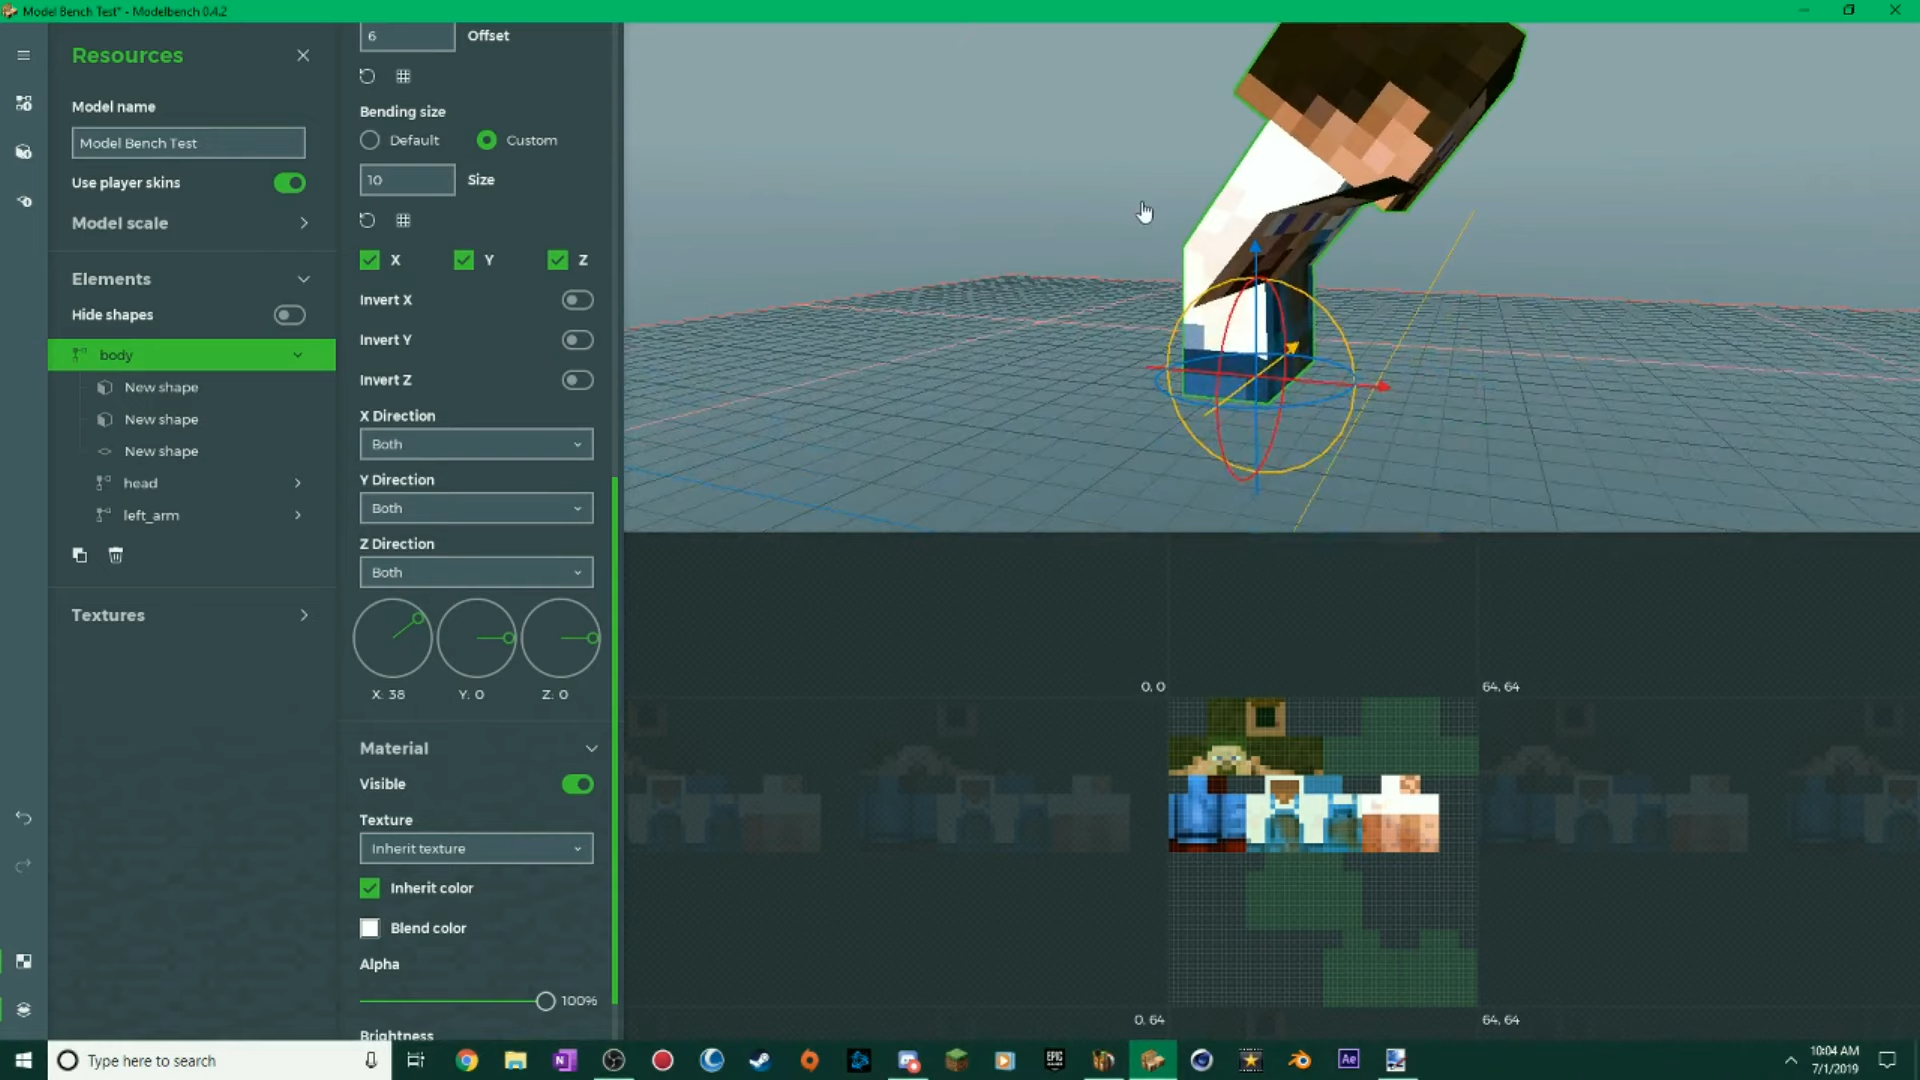 Model Bench Test* - Modelbench 0.4.2
Resources
Model name
Model Bench Test
Use player skins
Model scale
Elements
Hide shapes
body
New shape
New shape
New shape
head
left_arm
Textures
6 Offset
Bending size
Default Custom
10 Size
X Y Z
Invert X
Invert Y
Invert Z
X Direction
Both
Y Direction
Both
Z Direction
Both
X: 38 Y: 0 Z: 0
Material
Visible
Texture
Inherit texture
Inherit color
Blend color
Alpha
100%
Brightness
0, 0 64, 64
0, 64 64, 64
Type here to search
EPIC
Ae
10:04 AM
7/1/2019